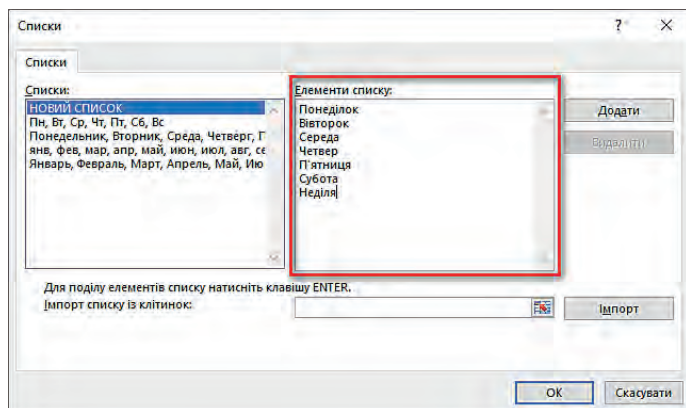 Списки
? ×
Списки
Списки:
НОВИЙ СПИСОК
Пн, Вт, Ср, Чт, Пт, Сб, Вс
Понедельник, Вторник, Среда, Четверг, П
янв, фев, мар, апр, май, июн, июл, авг, се
Январь, Февраль, Март, Апрель, Май, Ию
Елементи списку:
Понеділок
Вівторок
Середа
Четвер
П'ятниця
Субота
Неділя
Додати
Видалити
Для поділу елементів списку натисніть клавішу ENTER.
Імпорт списку із клітинок:
Імпорт
ОК
Скасувати